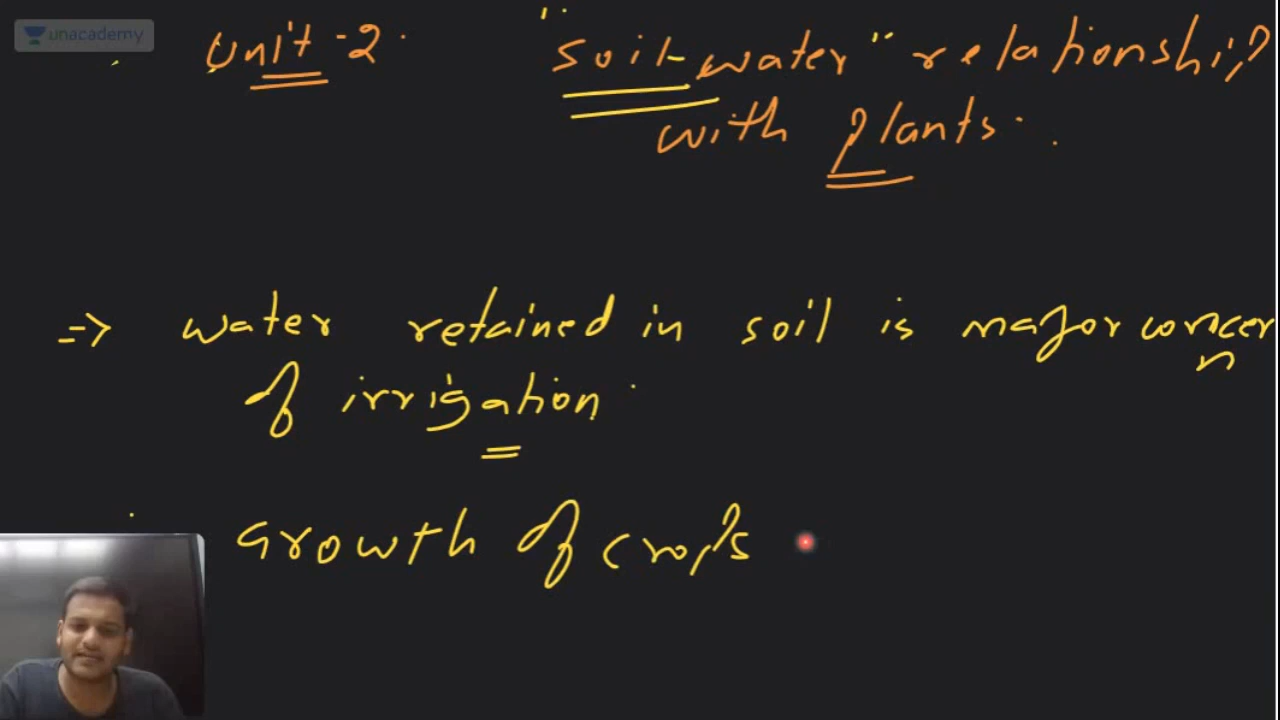 unacademy
Unit-2. "soil-water" relationship
with plants.
=> water retained in soil is major concern
of irrigation
Growth of crops